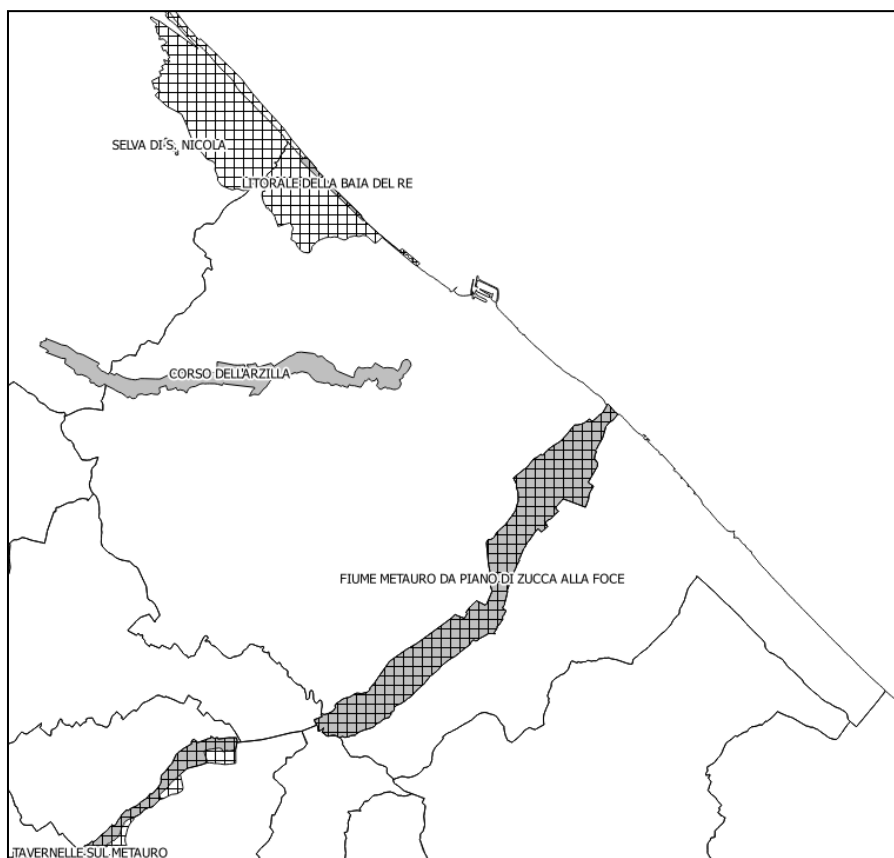 SELVA DI S. NICOLA
LITORALE DELLA BAIA DEL RE
CORSO DELL'ARZILLA
FIUME METAURO DA PIANO DI ZUCCA ALLA FOCE
TAVERNELLE SUL METAURO